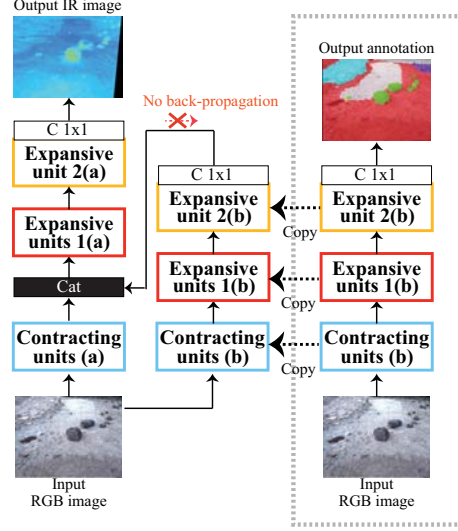 Output IR image
C 1x1
Expansive
unit 2(a)
Expansive
units 1(a)
Cat
Contracting
units (a)
Input
RGB image
No back-propagation
C 1x1
Expansive
unit 2(b)
Expansive
units 1(b)
Contracting
units (b)
Copy
Copy
Copy
Output annotation
C 1x1
Expansive
unit 2(b)
Expansive
units 1(b)
Contracting
units (b)
Input
RGB image